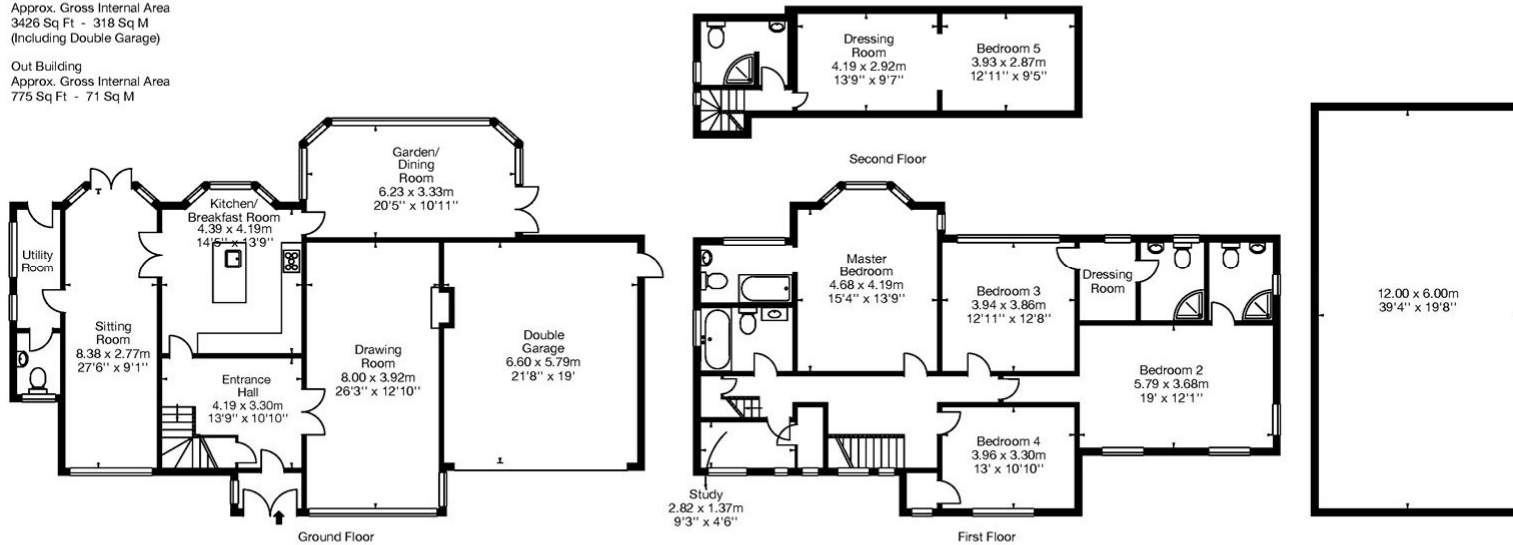 Approx. Gross Internal Area
3426 Sq Ft - 318 Sq M
(Including Double Garage)
Out Building
Approx. Gross Internal Area
775 Sq Ft - 71 Sq M
Dressing
Room
4.19 x 2.92m
13'9" x 9'7"
Bedroom 5
3.93 x 2.87m
12'11" x 9'5"
Second Floor
Garden/
Dining
Room
6.23 x 3.33m
20'5" x 10'11"
Kitchen/
Breakfast Room
4.39 x 4.19m
14'5" x 13'9"
Utility
Room
Sitting
Room
8.38 x 2.77m
27'6" x 9'1"
Entrance
Hall
4.19 x 3.30m
13'9" x 10'10"
Drawing
Room
8.00 x 3.92m
26'3" x 12'10"
Double
Garage
6.60 x 5.79m
21'8" x 19'
Ground Floor
Master
Bedroom
4.68 x 4.19m
15'4" x 13'9"
Bedroom 3
3.94 x 3.86m
12'11" x 12'8"
Dressing
Room
Bedroom 2
5.79 x 3.68m
19' x 12'1"
Bedroom 4
3.96 x 3.30m
13' x 10'10"
Study
2.82 x 1.37m
9'3" x 4'6"
First Floor
12.00 x 6.00m
39'4" x 19'8"